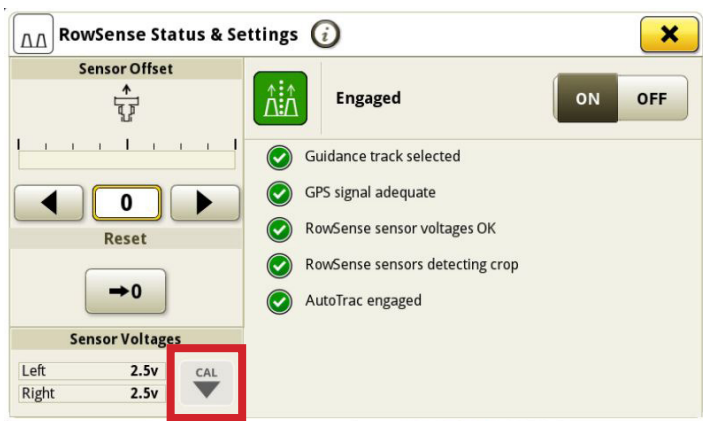 RowSense Status & Settings i
Sensor Offset
0
Reset
→0
Sensor Voltages
Left 2.5v
Right 2.5v
CAL
Engaged
ON OFF
Guidance track selected
GPS signal adequate
RowSense sensor voltages OK
RowSense sensors detecting crop
AutoTrac engaged